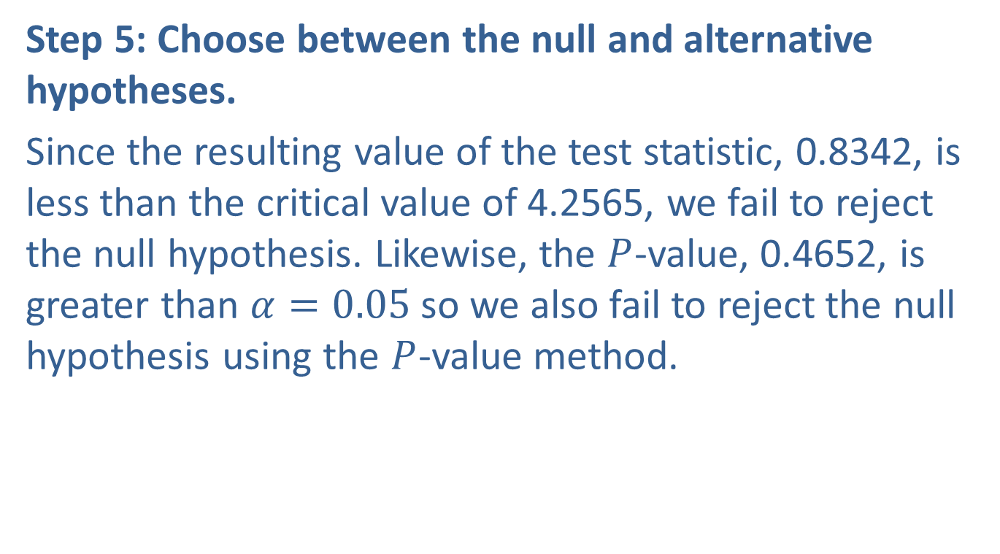 Step 5: Choose between the null and alternative
hypotheses.
Since the resulting value of the test statistic, 0.8342, is
less than the critical value of 4.2565, we fail to reject
the null hypothesis. Likewise, the 𝑃-value, 0.4652, is
greater than 𝛼 = 0.05 so we also fail to reject the null
hypothesis using the 𝑃-value method.